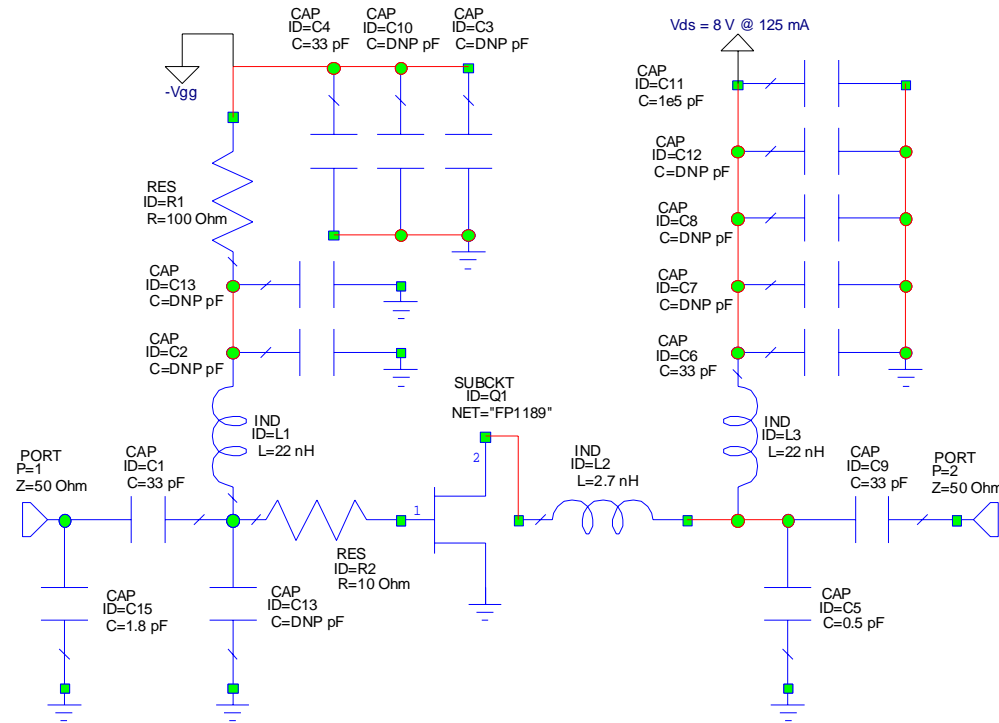 CAP
ID=C4
C=33 pF
CAP
ID=C10
C=DNP pF
CAP
ID=C3
C=DNP pF
Vds = 8 V @ 125 mA
-Vgg
CAP
ID=C11
C=1e5 pF
CAP
ID=C12
C=DNP pF
RES
ID=R1
R=100 Ohm
CAP
ID=C8
C=DNP pF
CAP
ID=C13
C=DNP pF
CAP
ID=C7
C=DNP pF
CAP
ID=C2
C=DNP pF
CAP
ID=C6
C=33 pF
SUBCKT
ID=Q1
NET="FP1189"
IND
ID=L1
L=22 nH
IND
ID=L3
L=22 nH
PORT
P=1
Z=50 Ohm
CAP
ID=C1
C=33 pF
2
IND
ID=L2
L=2.7 nH
CAP
ID=C9
C=33 pF
PORT
P=2
Z=50 Ohm
1
RES
ID=R2
R=10 Ohm
CAP
ID=C15
C=1.8 pF
CAP
ID=C13
C=DNP pF
CAP
ID=C5
C=0.5 pF